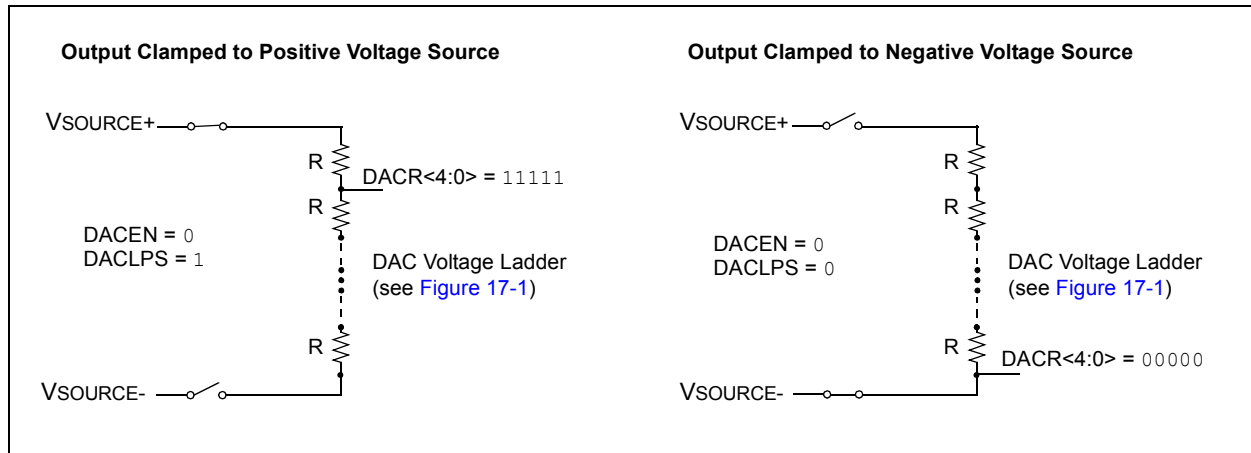 Output Clamped to Positive Voltage Source
VSOURCE+
R
DACR<4:0> = 11111
R
DACEN = 0
DACLPS = 1
DAC Voltage Ladder
(see Figure 17-1)
R
VSOURCE-
Output Clamped to Negative Voltage Source
VSOURCE+
R
R
DACEN = 0
DACLPS = 0
DAC Voltage Ladder
(see Figure 17-1)
R
DACR<4:0> = 00000
VSOURCE-